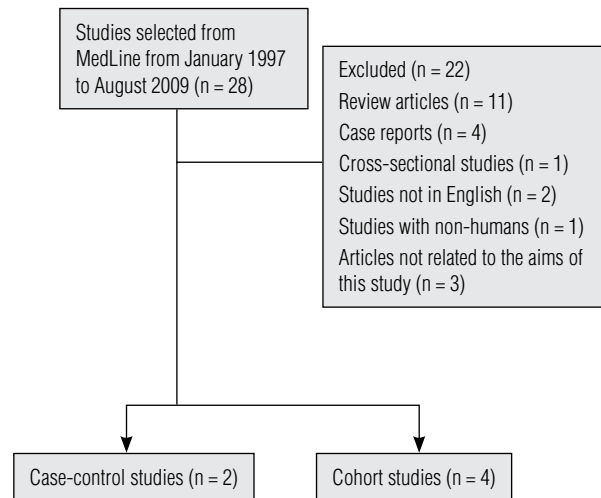 Studies selected from
MedLine from January 1997
to August 2009 (n = 28)
Excluded (n = 22)
Review articles (n = 11)
Case reports (n = 4)
Cross-sectional studies (n = 1)
Studies not in English (n = 2)
Studies with non-humans (n = 1)
Articles not related to the aims of
this study (n = 3)
Case-control studies (n = 2)
Cohort studies (n = 4)